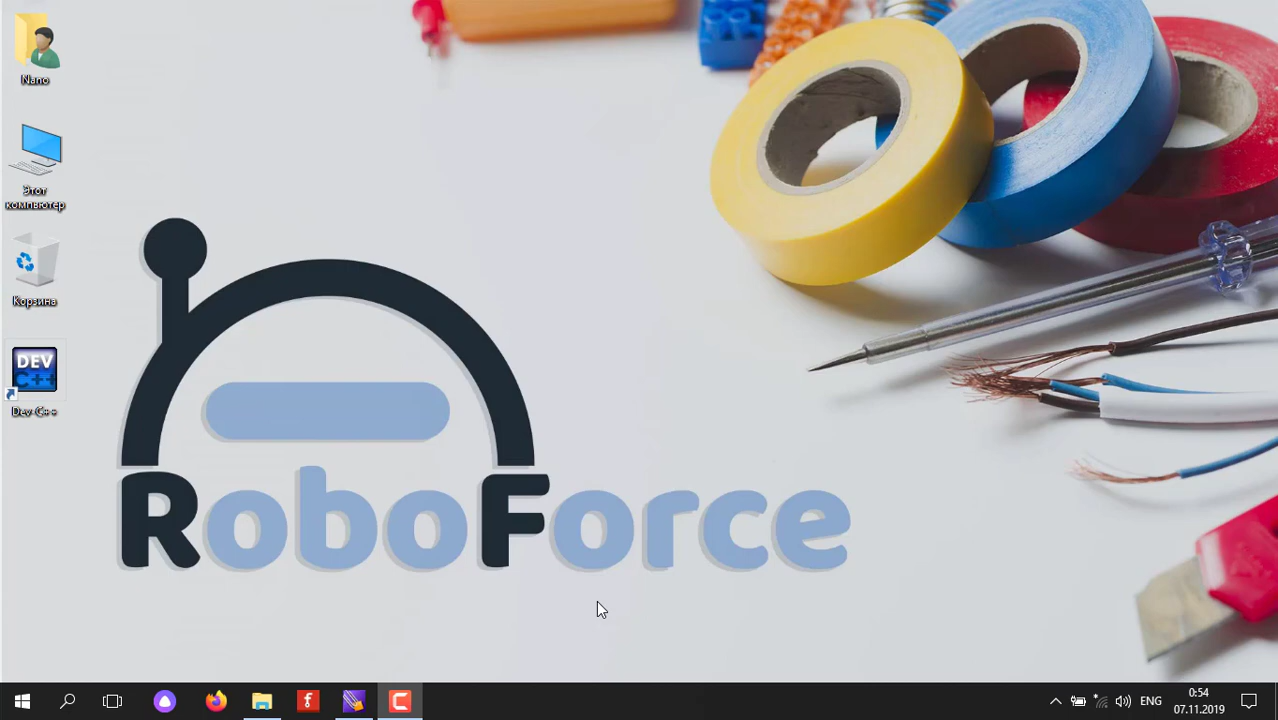 Nano
Этот
компьютер
Корзина
DEV
C++
Dev-C++
RoboForce
ENG
0:54
07.11.2019